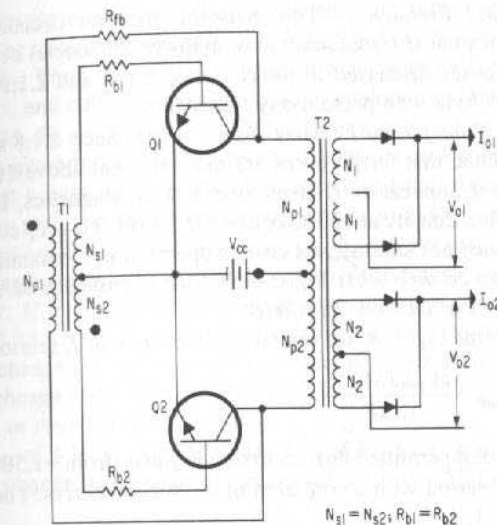 Rfb
Rb1
Q1
T2
Io1
N1
Np1
N1
Vo1
T1
Ns1
Vcc
Np1
Ns2
Io2
N2
Np2
Vo2
N2
Q2
Rb2
Ns1=Ns2; Rb1=Rb2